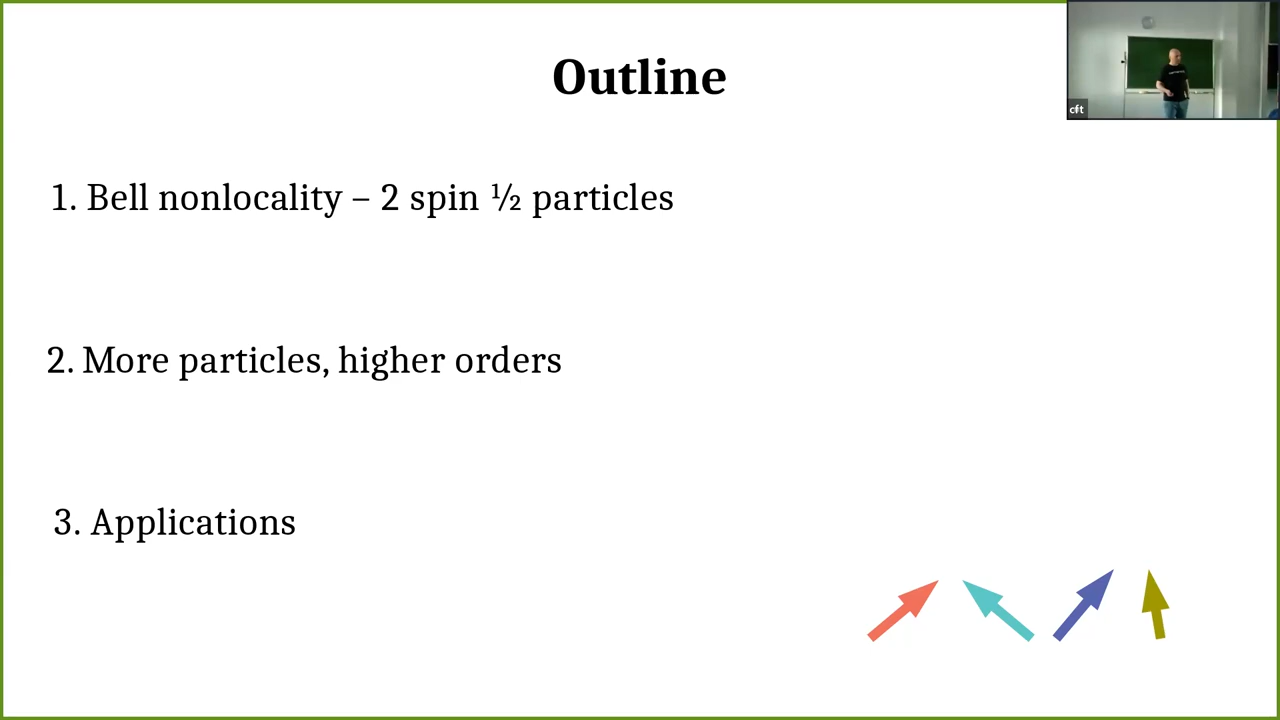 Outline
cft
1. Bell nonlocality – 2 spin ½ particles
2. More particles, higher orders
3. Applications